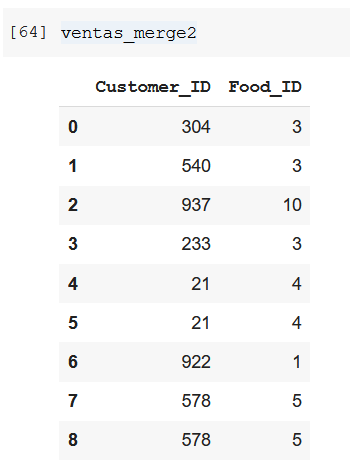 [64] ventas_merge2
Customer_ID Food_ID
0 304 3
1 540 3
2 937 10
3 233 3
4 21 4
5 21 4
6 922 1
7 578 5
8 578 5